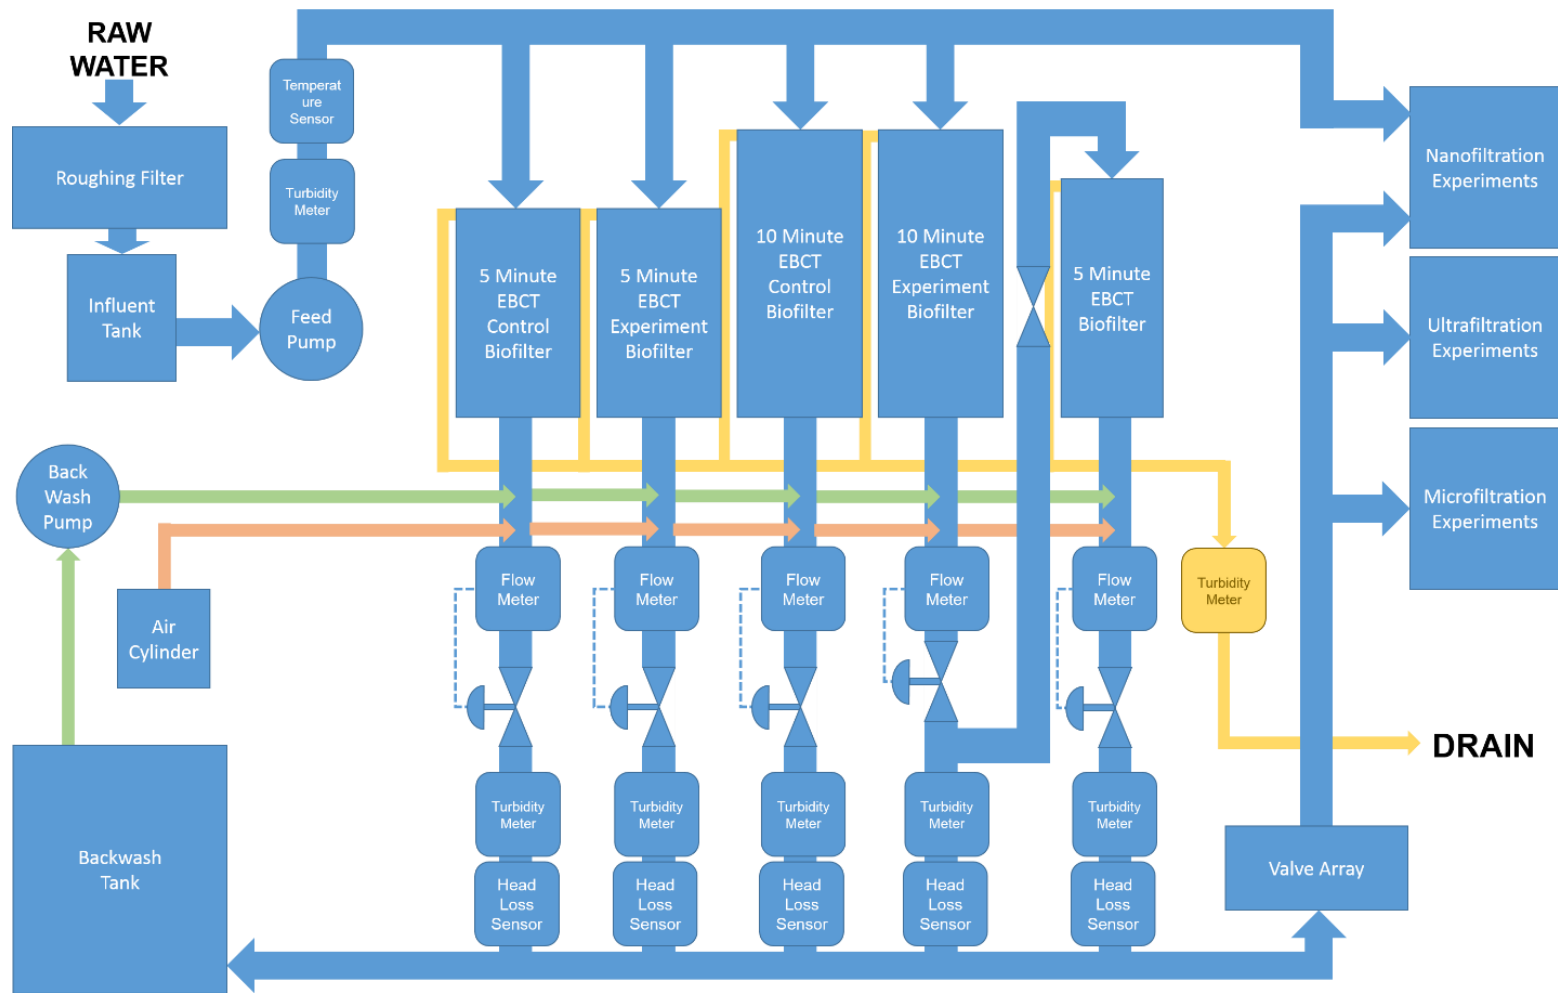 RAW
WATER
Roughing Filter
Influent
Tank
Temperat
ure
Sensor
Turbidity
Meter
Feed
Pump
5 Minute
EBCT
Control
Biofilter
5 Minute
EBCT
Experiment
Biofilter
10 Minute
EBCT
Control
Biofilter
10 Minute
EBCT
Experiment
Biofilter
5 Minute
EBCT
Biofilter
Nanofiltration
Experiments
Ultrafiltration
Experiments
Microfiltration
Experiments
Back
Wash
Pump
Air
Cylinder
Flow
Meter
Flow
Meter
Flow
Meter
Flow
Meter
Flow
Meter
Turbidity
Meter
DRAIN
Backwash
Tank
Turbidity
Meter
Turbidity
Meter
Turbidity
Meter
Turbidity
Meter
Turbidity
Meter
Head
Loss
Sensor
Head
Loss
Sensor
Head
Loss
Sensor
Head
Loss
Sensor
Head
Loss
Sensor
Valve Array